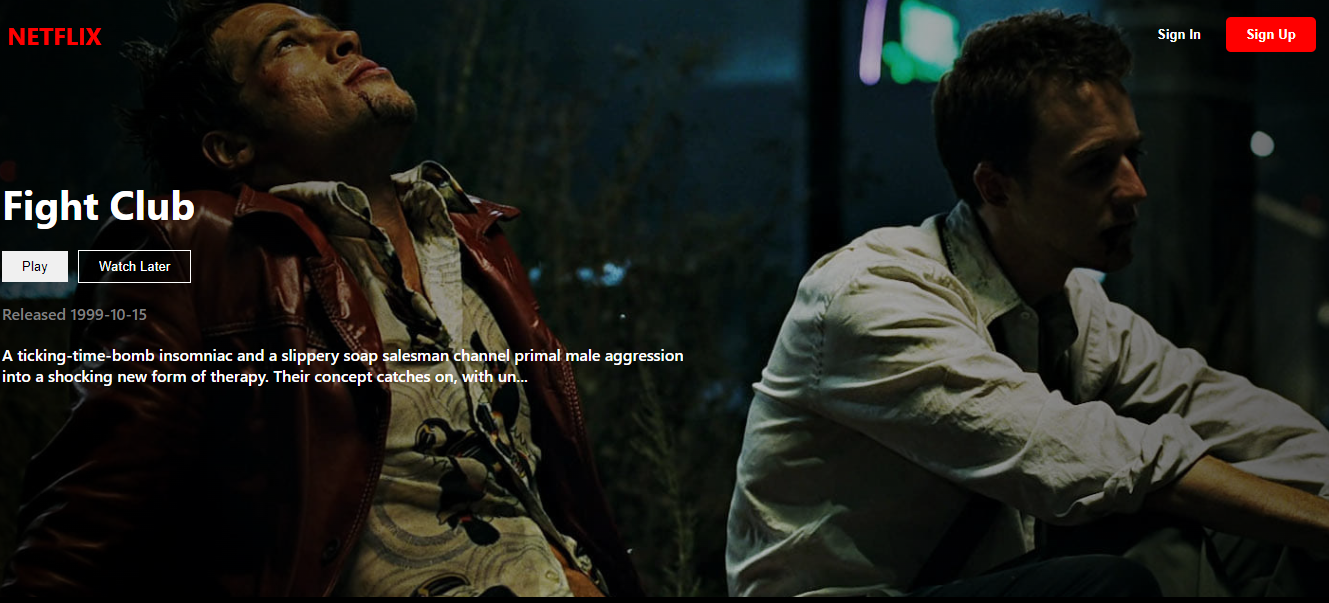 NETFLIX
Sign In
Sign Up
Fight Club
Play
Watch Later
Released 1999-10-15
A ticking-time-bomb insomniac and a slippery soap salesman channel primal male aggression
into a shocking new form of therapy. Their concept catches on, with un...